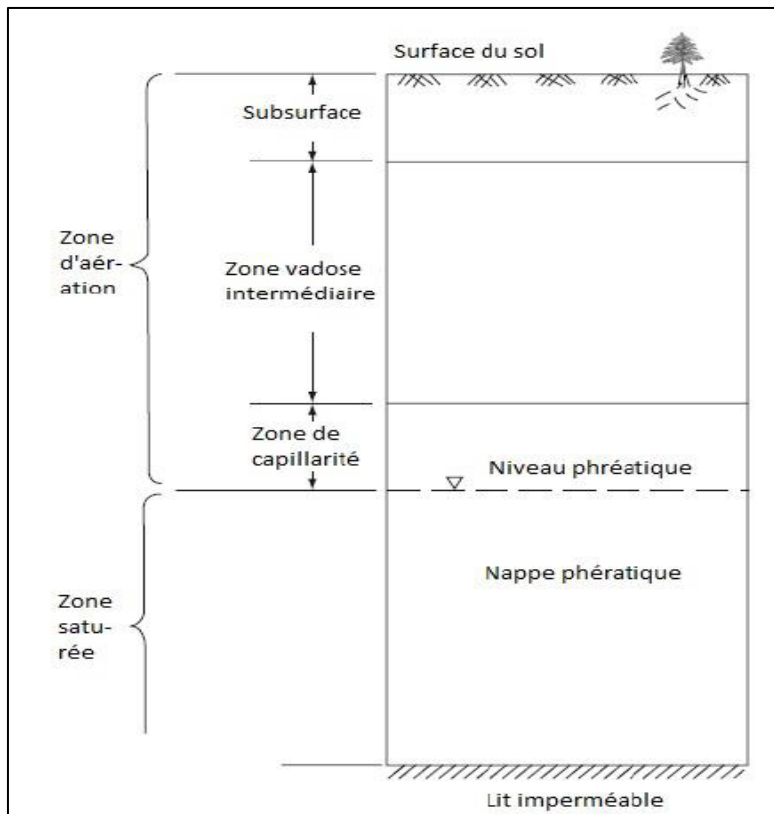 Surface du sol
Subsurface
Zone
d'aér-
ation
Zone vadose
intermédiaire
Zone de
capillarité
Niveau phréatique
Nappe phératique
Zone
satu-
rée
Lit imperméable